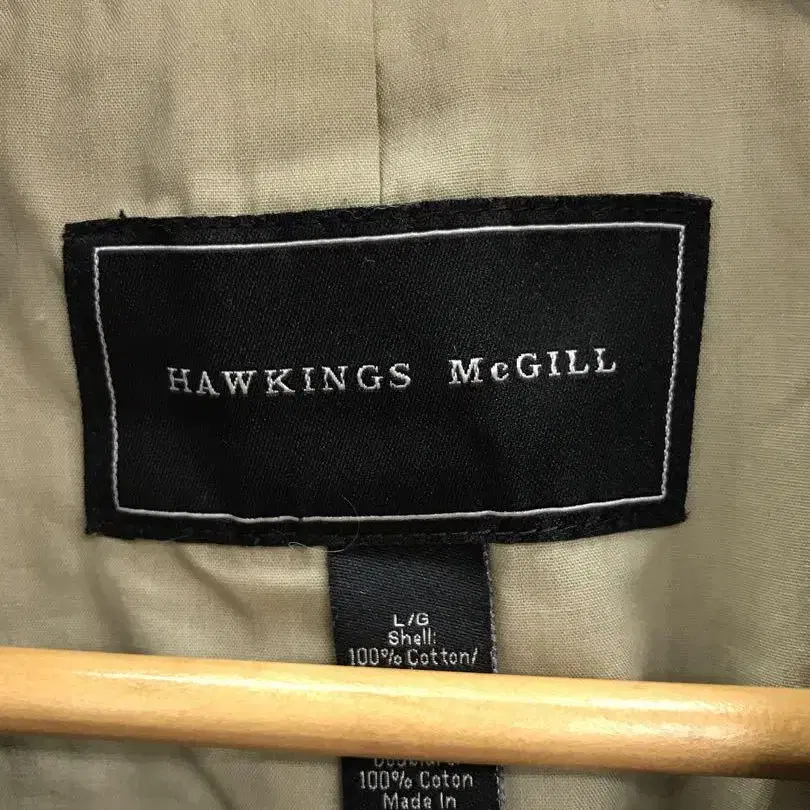 HAWKINGS McGILL
L/G
Shell:
100% Cotton/
100% Coton
Made In